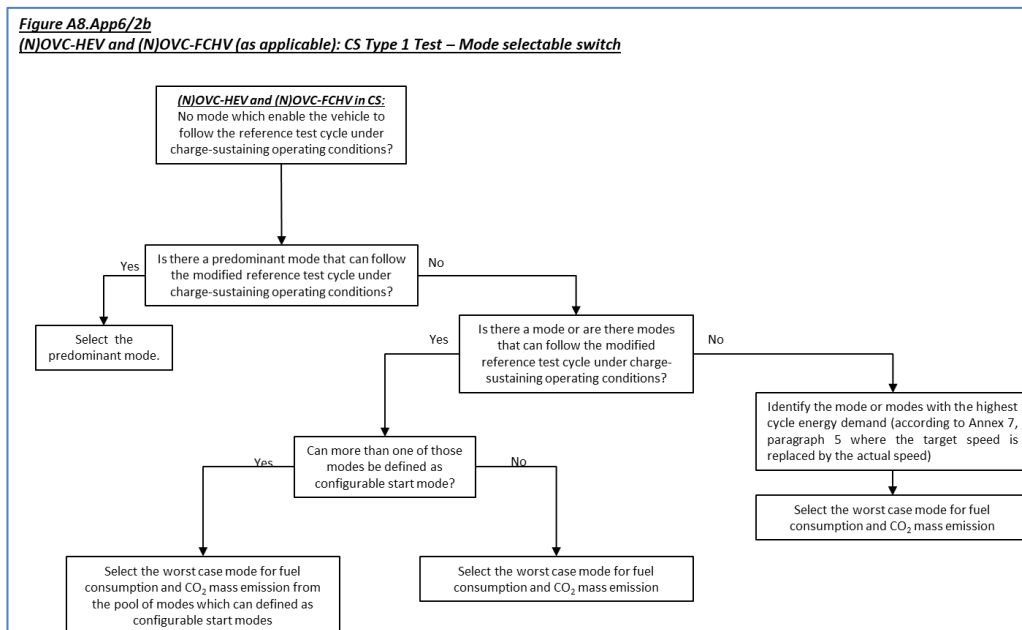 Figure A8.App6/2b
(N)OVC-HEV and (N)OVC-FCHV (as applicable): CS Type 1 Test – Mode selectable switch
(N)OVC-HEV and (N)OVC-FCHV in CS:
No mode which enable the vehicle to
follow the reference test cycle under
charge-sustaining operating conditions?
Yes
Is there a predominant mode that can follow
the modified reference test cycle under
charge-sustaining operating conditions?
No
Select the
predominant mode.
Yes
Is there a mode or are there modes
that can follow the modified
reference test cycle under charge-
sustaining operating conditions?
No
Identify the mode or modes with the highest
cycle energy demand (according to Annex 7,
paragraph 5 where the target speed is
replaced by the actual speed)
Yes
Can more than one of those
modes be defined as
configurable start mode?
No
Select the worst case mode for fuel
consumption and CO₂ mass emission
Select the worst case mode for fuel
consumption and CO₂ mass emission from
the pool of modes which can defined as
configurable start modes
Select the worst case mode for fuel
consumption and CO₂ mass emission